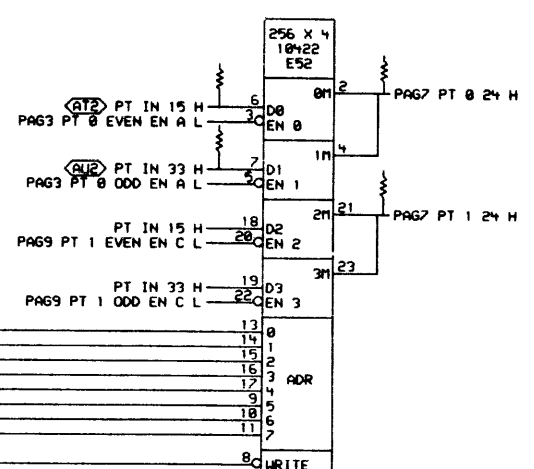 256 X 4
10422
E52
0M 2 PAG7 PT 0 24 H
AT2 PT IN 15 H 6 D0
PAG3 PT 0 EVEN EN A L 3 EN 0
1M 4
AU2 PT IN 33 H 7 D1
PAG3 PT 0 ODD EN A L 5 EN 1
2M 21 PAG7 PT 1 24 H
PT IN 15 H 18 D2
PAG9 PT 1 EVEN EN C L 20 EN 2
3M 23
PT IN 33 H 19 D3
PAG9 PT 1 ODD EN C L 22 EN 3
13 0
14 1
15 2
16 3 ADR
17 4
9 5
10 6
11 7
8 WRITE